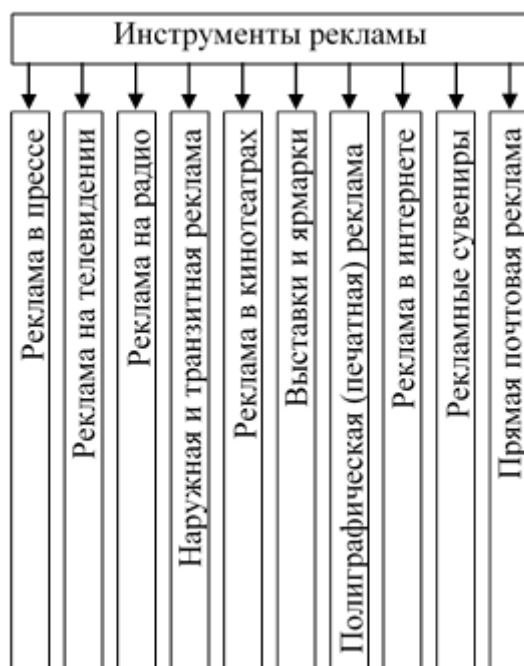 Инструменты рекламы
Реклама в прессе
Реклама на телевидении
Реклама на радио
Наружная и транзитная реклама
Реклама в кинотеатрах
Выставки и ярмарки
Полиграфическая (печатная) реклама
Реклама в интернете
Рекламные сувениры
Прямая почтовая реклама